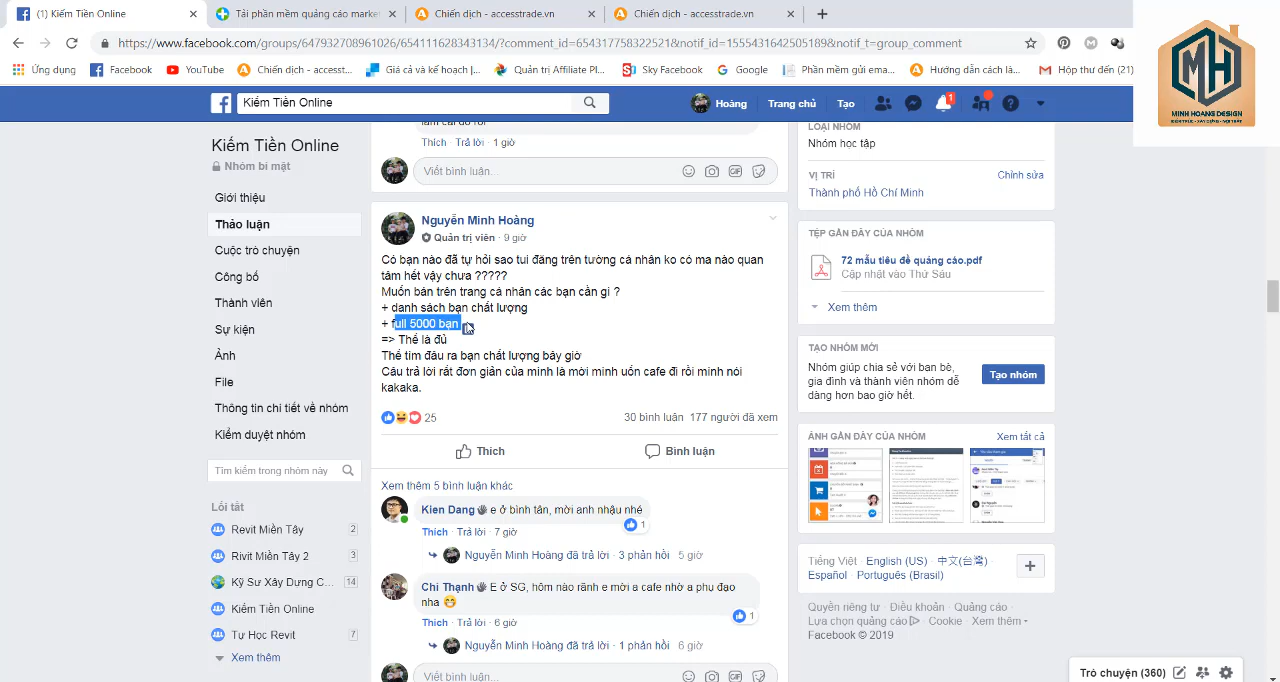 (1) Kiếm Tiền Online
Tải phần mềm quảng cáo market
Chiến dịch - accesstrade.vn
Chiến dịch - accesstrade.vn
https://www.facebook.com/groups/647932708961026/654111628343134/?comment_id=654317758322521&notif_id=1555431642505189&notif_t=group_comment
Ứng dụng
Facebook
YouTube
Chiến dịch - accesst...
Giá cả và kế hoạch |...
Quản trị Affiliate Pl...
Sky Facebook
Google
Phần mềm gửi ema...
Hướng dẫn cách là...
Hộp thư đến (21)
MH
MINH HOANG DESIGN
Kiếm Tiền Online
Hoàng
Trang chủ
Tạo
1
Kiếm Tiền Online
Nhóm bí mật
Giới thiệu
Thảo luận
Cuộc trò chuyện
Công bố
Thành viên
Sự kiện
Ảnh
File
Thông tin chi tiết về nhóm
Kiểm duyệt nhóm
Tìm kiếm trong nhóm này
Lối tắt
Revit Miền Tây 2
Rivit Miền Tây 2 3
Kỹ Sư Xây Dựng C... 14
Kiếm Tiền Online
Tự Học Revit 7
Xem thêm
Thích · Trả lời · 1 giờ
Viết bình luận...
Nguyễn Minh Hoàng
Quản trị viên · 9 giờ
Có bạn nào đã tự hỏi sao tui đăng trên tường cá nhân ko có ma nào quan
tâm hết vậy chưa ?????
Muốn bán trên trang cá nhân các bạn cần gì ?
+ danh sách bạn chất lượng
+ full 5000 bạn
=> Thế là đủ
Thế tìm đâu ra bạn chất lượng bây giờ
Câu trả lời rất đơn giản của mình là mời mình uốn cafe đi rồi mình nói
kakaka.
25
30 bình luận 177 người đã xem
Thích
Bình luận
Xem thêm 5 bình luận khác
Kien Dang e ở bình tân, mời anh nhậu nhé
1
Thích · Trả lời · 7 giờ
Nguyễn Minh Hoàng đã trả lời · 3 phản hồi 5 giờ
Chí Thạnh E ở SG, hôm nào rãnh e mời a cafe nhờ a phụ đạo
nha
1
Thích · Trả lời · 6 giờ
Nguyễn Minh Hoàng đã trả lời · 1 phản hồi 6 giờ
Viết bình luận...
LOẠI NHÓM
Nhóm học tập
VỊ TRÍ
Chỉnh sửa
Thành phố Hồ Chí Minh
TỆP GẦN ĐÂY CỦA NHÓM
72 mẫu tiêu đề quảng cáo.pdf
Cập nhật vào Thứ Sáu
Xem thêm
TẠO NHÓM MỚI
Nhóm giúp chia sẻ với bạn bè,
gia đình và thành viên nhóm dễ
dàng hơn bao giờ hết.
Tạo nhóm
ẢNH GẦN ĐÂY CỦA NHÓM
Xem tất cả
Tiếng Việt · English (US) · 中文(台灣) ·
Español · Português (Brasil)
Quyền riêng tư · Điều khoản · Quảng cáo ·
Lựa chọn quảng cáo · Cookie · Xem thêm
Facebook © 2019
Trò chuyện (360)